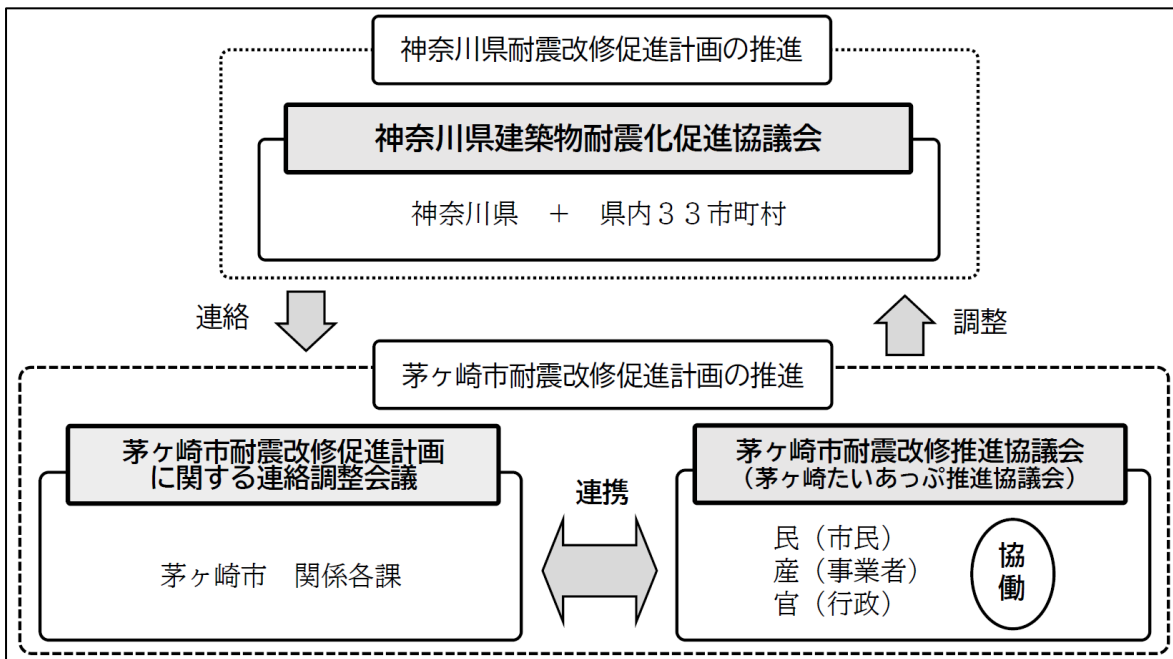 神奈川県耐震改修促進計画の推進
神奈川県建築物耐震化促進協議会
神奈川県　＋　県内３３市町村
連絡
調整
茅ヶ崎市耐震改修促進計画の推進
茅ヶ崎市耐震改修促進計画
に関する連絡調整会議
茅ヶ崎市　関係各課
連携
茅ヶ崎市耐震改修推進協議会
（茅ヶ崎たいあっぷ推進協議会）
民（市民）
産（事業者）
官（行政）
協
働